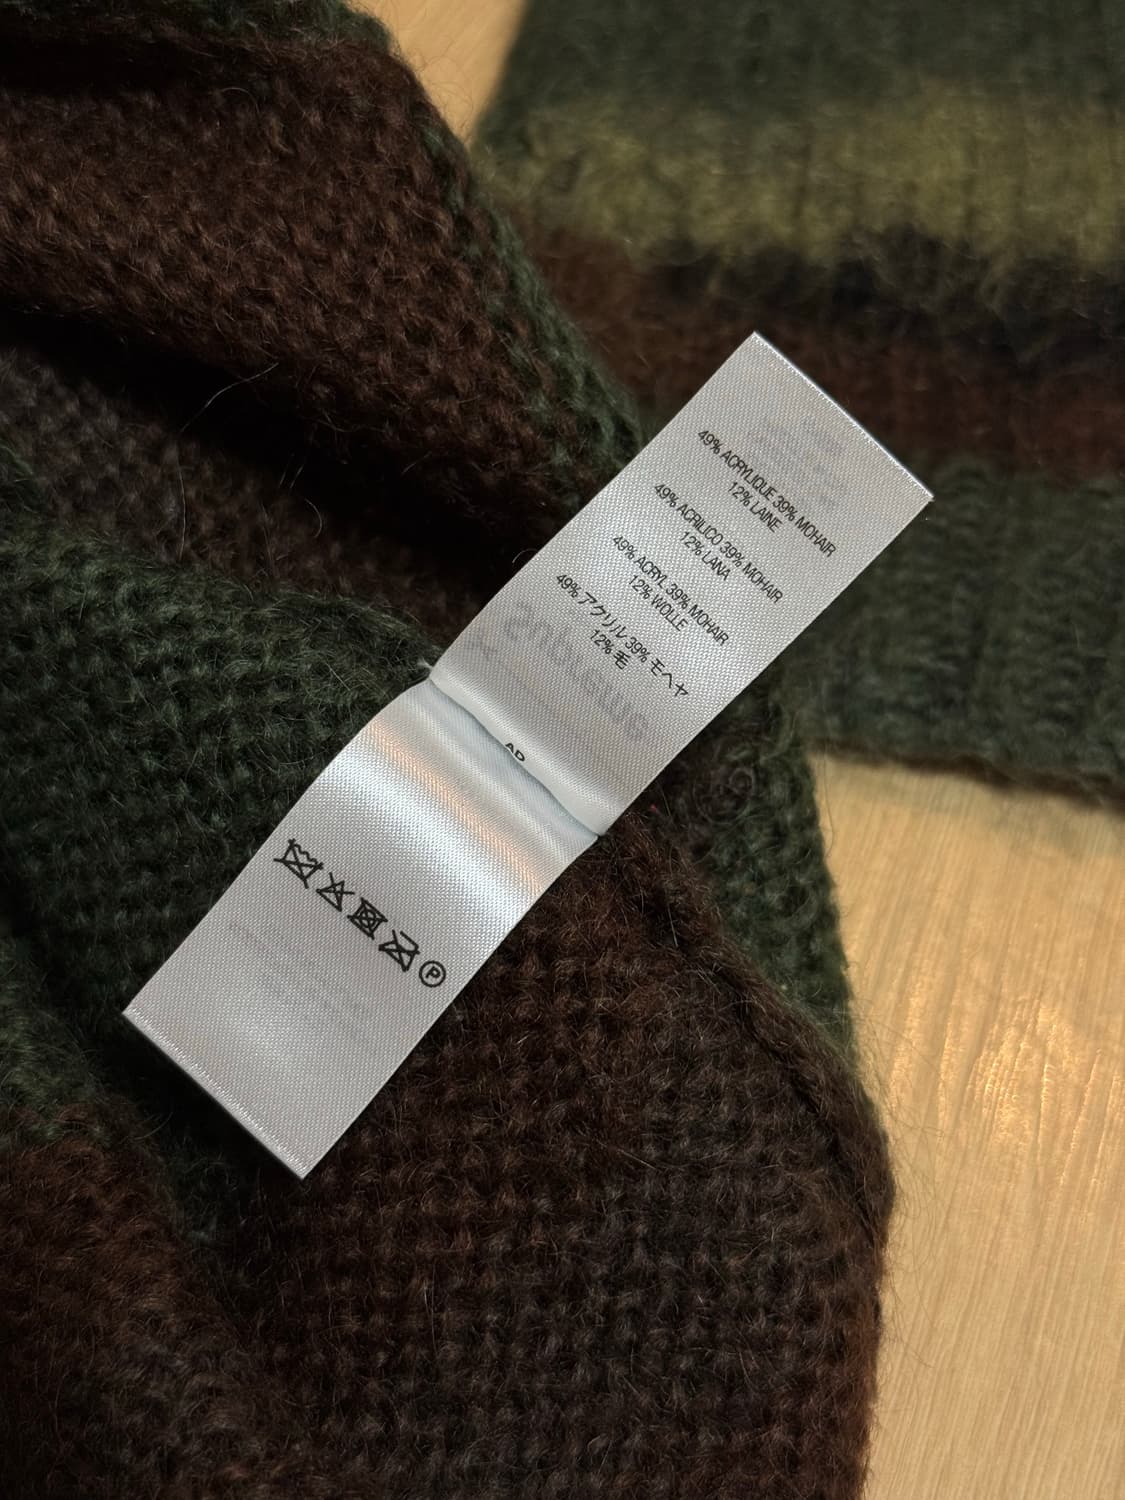 49% ACRYLIQUE 39% MOHAIR
12% LAINE
49% ACRILICO 39% MOHAIR
12% LANA
49% ACRYL 39% MOHAIR
12% WOLLE
49% アクリル 39% モヘヤ
12% 毛
AD
P